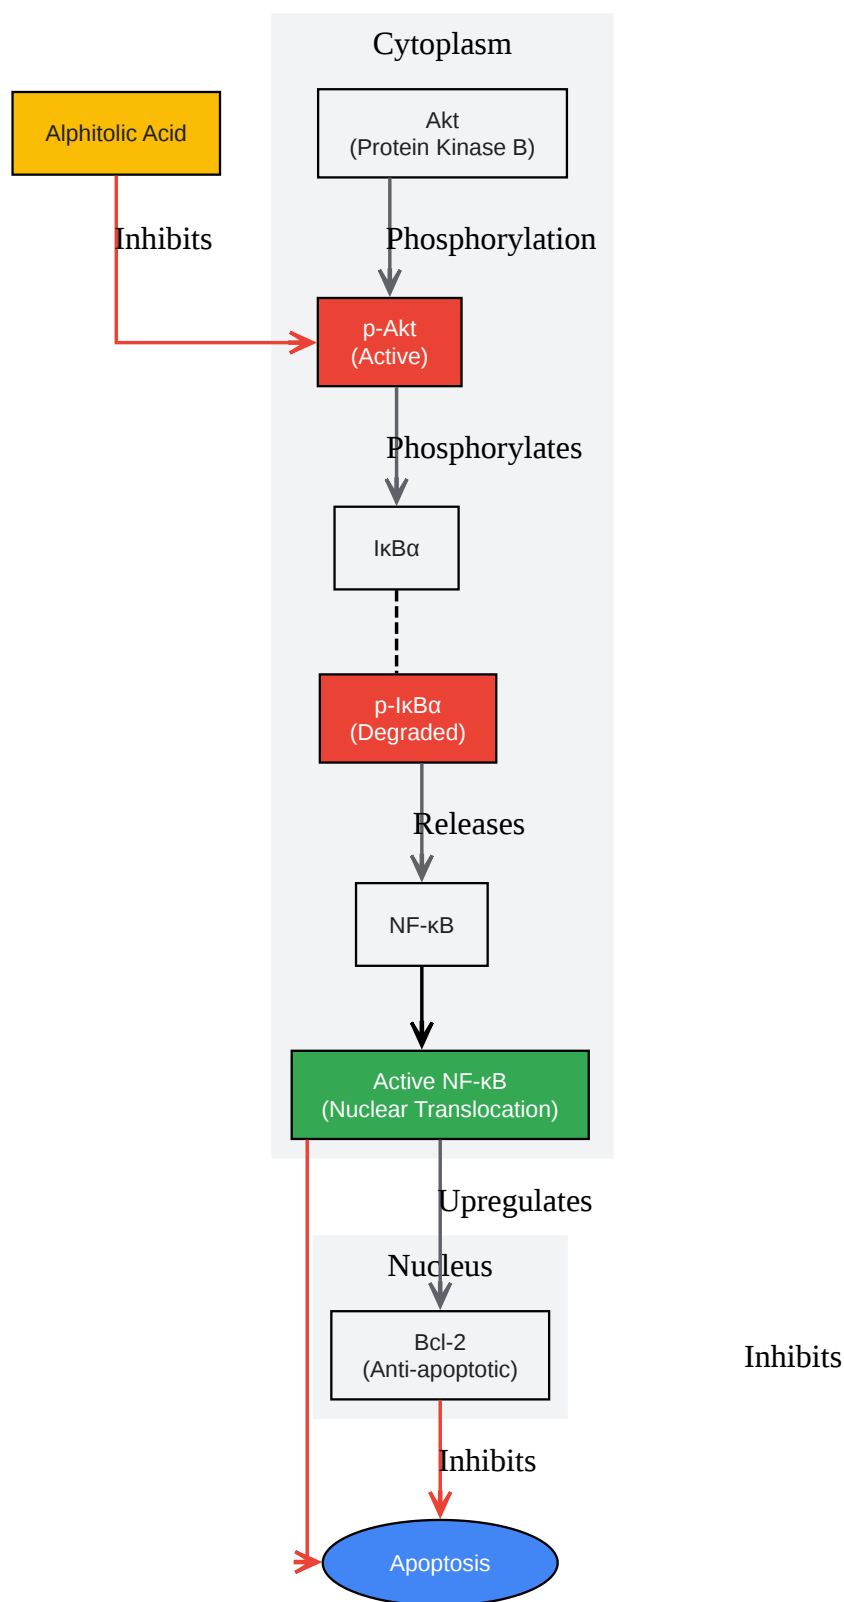 Cytoplasm
Alphitolic Acid
Akt
(Protein Kinase B)
Inhibits
Phosphorylation
p-Akt
(Active)
Phosphorylates
IκBα
p-IκBα
(Degraded)
Releases
NF-κB
Active NF-κB
(Nuclear Translocation)
Upregulates
Nucleus
Bcl-2
(Anti-apoptotic)
Inhibits
Inhibits
Apoptosis